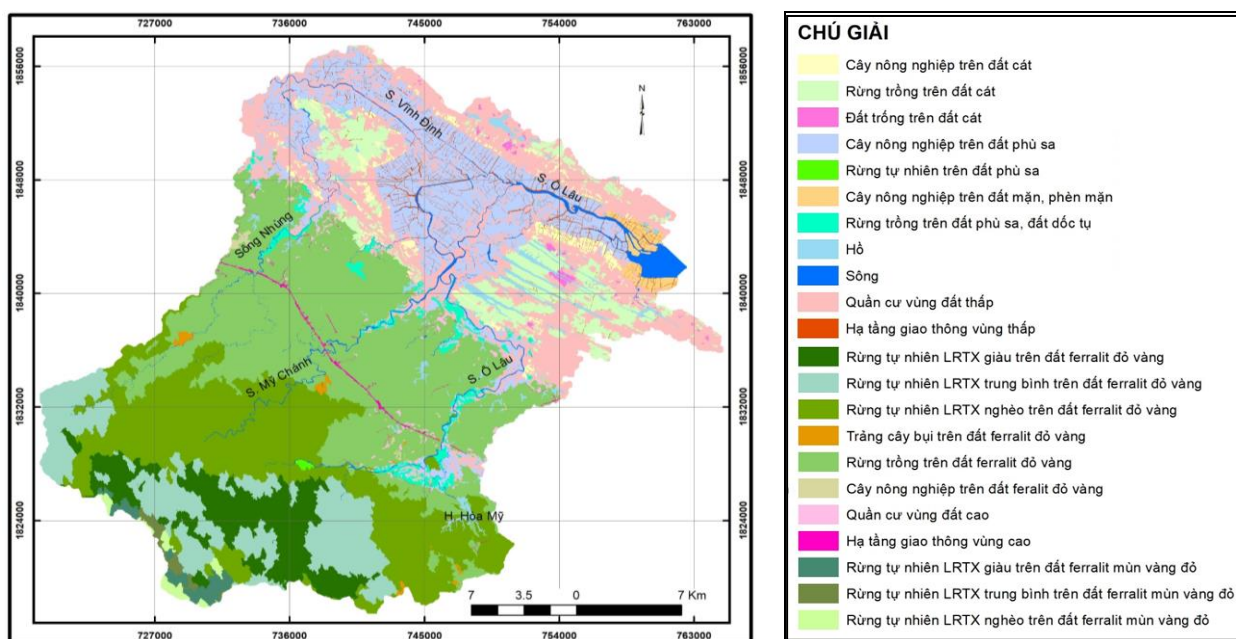 727000 736000 745000 754000 763000
1856000 1856000
N
S. Vĩnh Định
1848000 1848000
S. Ô Lâu
Sông Nhùng
1840000 1840000
S. Mỹ Chánh
S. Ô Lâu
1832000 1832000
1824000 1824000
H. Hòa Mỹ
7 3.5 0 7 Km
727000 736000 745000 754000 763000
CHÚ GIẢI
Cây nông nghiệp trên đất cát
Rừng trồng trên đất cát
Đất trống trên đất cát
Cây nông nghiệp trên đất phù sa
Rừng tự nhiên trên đất phù sa
Cây nông nghiệp trên đất mặn, phèn mặn
Rừng trồng trên đất phù sa, đất dốc tụ
Hồ
Sông
Quần cư vùng đất thấp
Hạ tầng giao thông vùng thấp
Rừng tự nhiên LRTX giàu trên đất ferralit đỏ vàng
Rừng tự nhiên LRTX trung bình trên đất ferralit đỏ vàng
Rừng tự nhiên LRTX nghèo trên đất ferralit đỏ vàng
Trảng cây bụi trên đất ferralit đỏ vàng
Rừng trồng trên đất ferralit đỏ vàng
Cây nông nghiệp trên đất feralit đỏ vàng
Quần cư vùng đất cao
Hạ tầng giao thông vùng cao
Rừng tự nhiên LRTX giàu trên đất ferralit mùn vàng đỏ
Rừng tự nhiên LRTX trung bình trên đất ferralit mùn vàng đỏ
Rừng tự nhiên LRTX nghèo trên đất ferralit mùn vàng đỏ